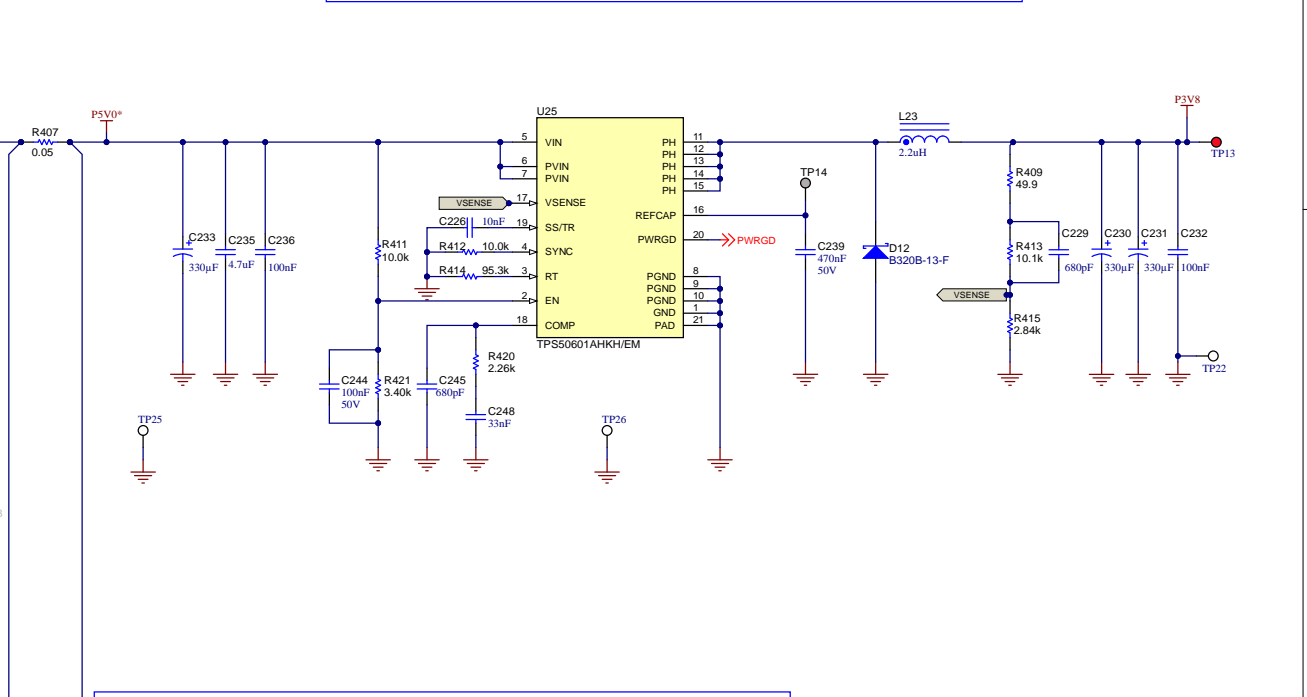 P5V0*
R407
0.05
C233
330µF
C235
4.7uF
C236
100nF
R411
10.0k
C244
100nF
50V
R421
3.40k
C245
680pF
R420
2.26k
C248
33nF
TP25
VSENSE
C226 10nF
R412 10.0k
R414 95.3k
U25
5 VIN
6 PVIN
7 PVIN
17 VSENSE
19 SS/TR
4 SYNC
3 RT
2 EN
18 COMP
PH 11
PH 12
PH 13
PH 14
PH 15
REFCAP 16
PWRGD 20
PWRGD
PGND 8
PGND 9
PGND 10
GND 1
PAD 21
TPS50601AHKH/EM
TP26
TP14
C239
470nF
50V
D12
B320B-13-F
L23
2.2uH
R409
49.9
R413
10.1k
C229
680pF
VSENSE
R415
2.84k
C230
330µF
C231
330µF
C232
100nF
P3V8
TP13
TP22